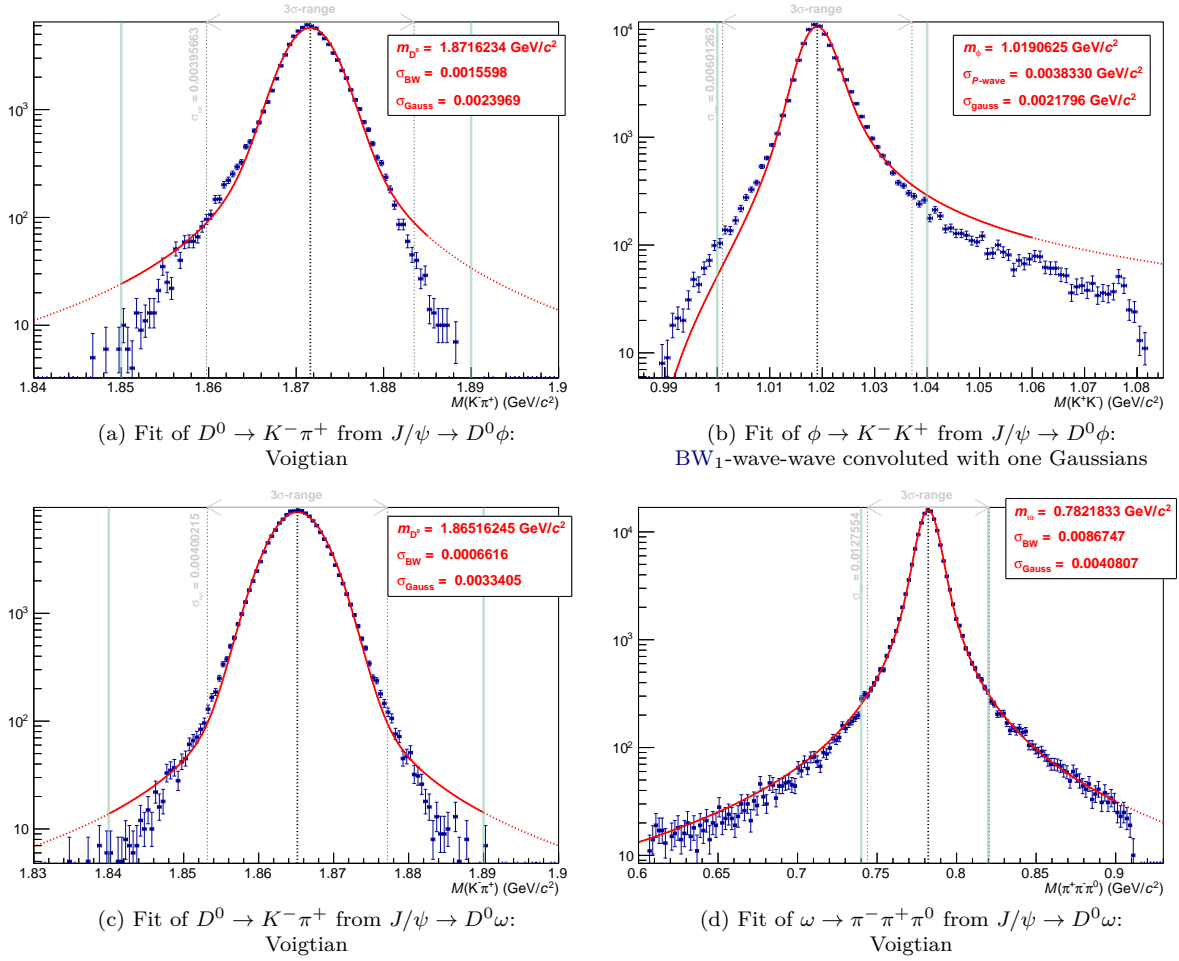 3σ-range
σ = 0.00395663
m_D⁰ = 1.8716234 GeV/c²
σ_BW = 0.0015598
σ_Gauss = 0.0023969
10⁵
10²
10
1.84 1.85 1.86 1.87 1.88 1.89 1.9
M(K⁻π⁺) (GeV/c²)
(a) Fit of D⁰ → K⁻π⁺ from J/ψ → D⁰ϕ:
Voigtian
3σ-range
σ = 0.00601262
m_ϕ = 1.0190625 GeV/c²
σ_P-wave = 0.0038330 GeV/c²
σ_gauss = 0.0021796 GeV/c²
10⁴
10³
10²
10
0.99 1 1.01 1.02 1.03 1.04 1.05 1.06 1.07 1.08
M(K⁺K⁻) (GeV/c²)
(b) Fit of ϕ → K⁻K⁺ from J/ψ → D⁰ϕ:
BW₁-wave-wave convoluted with one Gaussians
3σ-range
σ = 0.00400215
m_D⁰ = 1.86516245 GeV/c²
σ_BW = 0.0006616
σ_Gauss = 0.0033405
10³
10²
10
1.83 1.84 1.85 1.86 1.87 1.88 1.89 1.9
M(K⁻π⁺) (GeV/c²)
(c) Fit of D⁰ → K⁻π⁺ from J/ψ → D⁰ω:
Voigtian
3σ-range
σ = 0.0127554
m_ω = 0.7821833 GeV/c²
σ_BW = 0.0086747
σ_Gauss = 0.0040807
10⁴
10³
10²
10
0.6 0.65 0.7 0.75 0.8 0.85 0.9
M(π⁺π⁻π⁰) (GeV/c²)
(d) Fit of ω → π⁻π⁺π⁰ from J/ψ → D⁰ω:
Voigtian